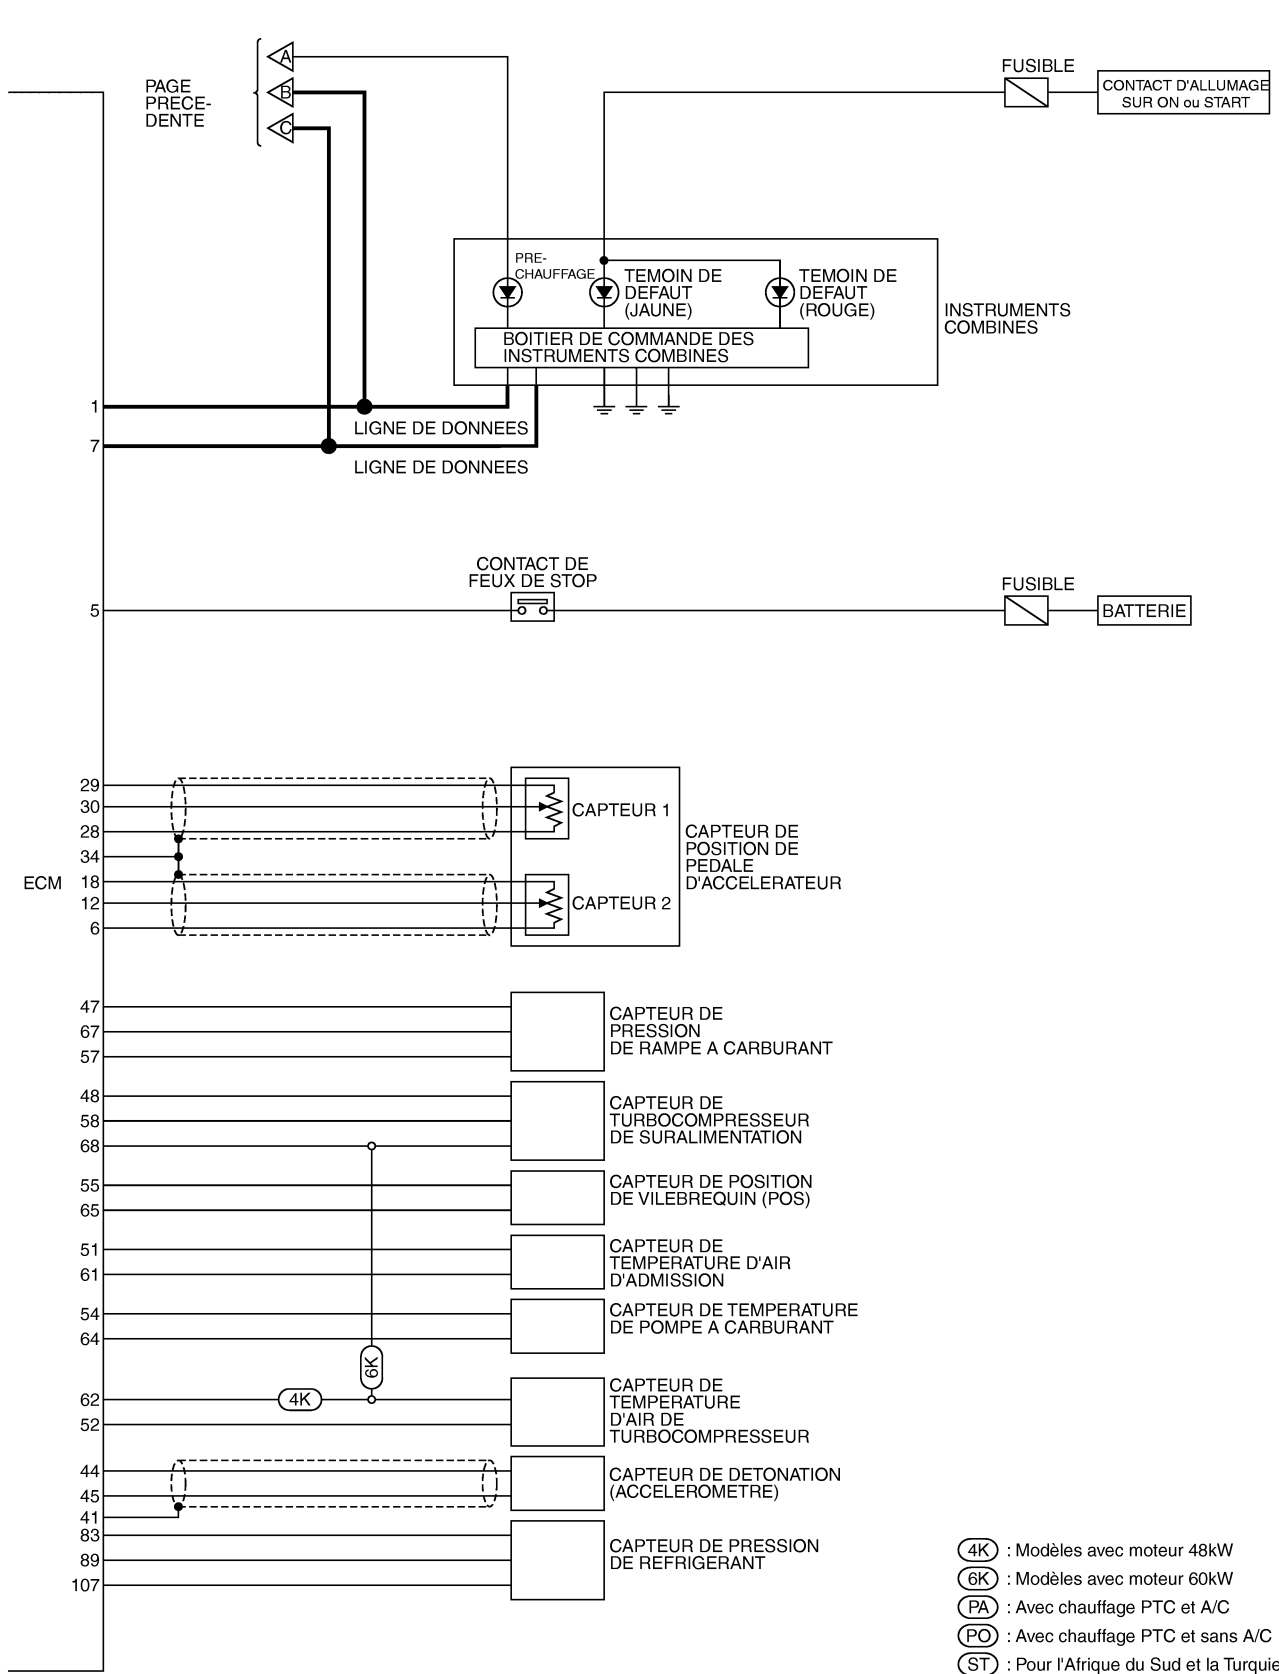 A
B
C
PAGE
PRECE-
DENTE
FUSIBLE
CONTACT D'ALLUMAGE
SUR ON ou START
PRE-
CHAUFFAGE
TEMOIN DE
DEFAUT
(JAUNE)
TEMOIN DE
DEFAUT
(ROUGE)
INSTRUMENTS
COMBINES
BOITIER DE COMMANDE DES
INSTRUMENTS COMBINES
1
LIGNE DE DONNEES
7
LIGNE DE DONNEES
CONTACT DE
FEUX DE STOP
5
FUSIBLE
BATTERIE
29
30
28
34
18
12
6
ECM
CAPTEUR 1
CAPTEUR 2
CAPTEUR DE
POSITION DE
PEDALE
D'ACCELERATEUR
47
67
57
CAPTEUR DE
PRESSION
DE RAMPE A CARBURANT
48
58
68
CAPTEUR DE
TURBOCOMPRESSEUR
DE SURALIMENTATION
55
65
CAPTEUR DE POSITION
DE VILEBREQUIN (POS)
51
61
CAPTEUR DE
TEMPERATURE D'AIR
D'ADMISSION
54
64
CAPTEUR DE TEMPERATURE
DE POMPE A CARBURANT
6K
62
4K
52
CAPTEUR DE
TEMPERATURE
D'AIR DE
TURBOCOMPRESSEUR
44
45
41
CAPTEUR DE DETONATION
(ACCELEROMETRE)
83
89
107
CAPTEUR DE PRESSION
DE REFRIGERANT
4K : Modèles avec moteur 48kW
6K : Modèles avec moteur 60kW
PA : Avec chauffage PTC et A/C
PO : Avec chauffage PTC et sans A/C
ST : Pour l'Afrique du Sud et la Turquie